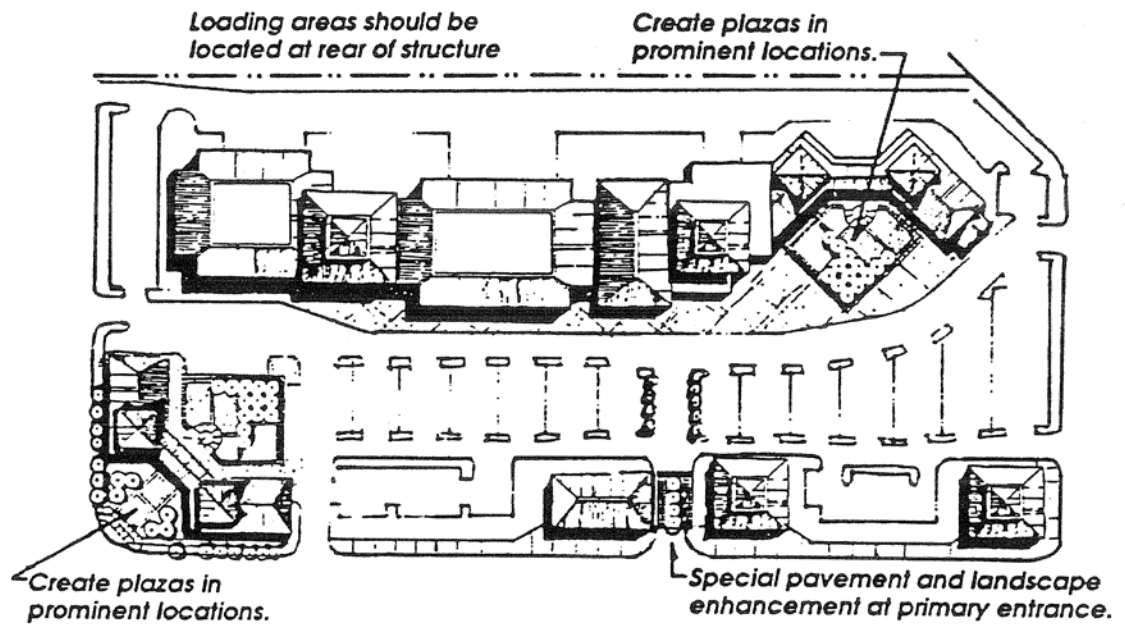 Loading areas should be
located at rear of structure
Create plazas in
prominent locations.
Create plazas in
prominent locations.
Special pavement and landscape
enhancement at primary entrance.